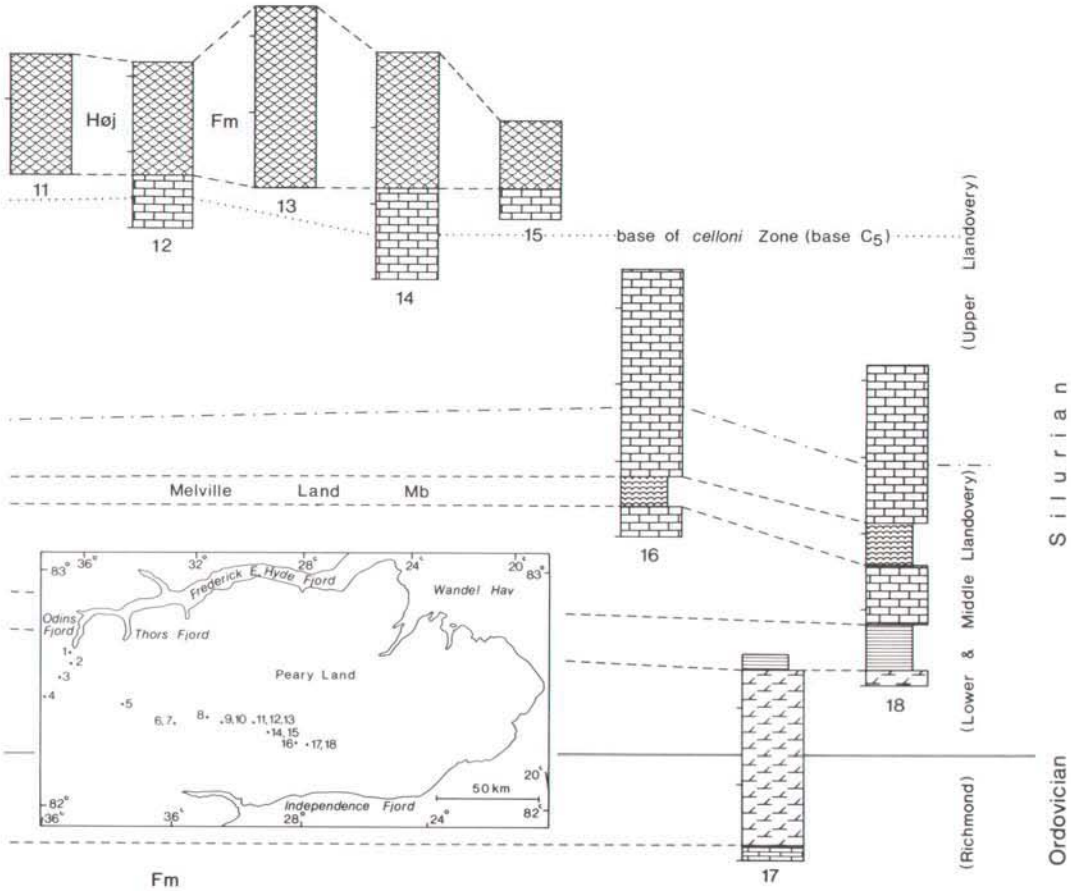 Høj Fm
11
12
13
14
15
base of celloni Zone (base C5)
(Upper Llandovery)
Silurian
Melville Land Mb
16
(Lower & Middle Llandovery)
18
17
Ordovician
(Richmond)
Fm
36° 32° 28° 24 20°
83° 83°
Frederick E. Hyde Fjord
Wandel Hav
Odins
Fjord
Thors Fjord
1
2
3
4
Peary Land
5
6,7
8
9,10
11,12,13
14,15
16
17,18
50 km
20°
82°
Independence Fjord
82°
36° 36 28° 24°